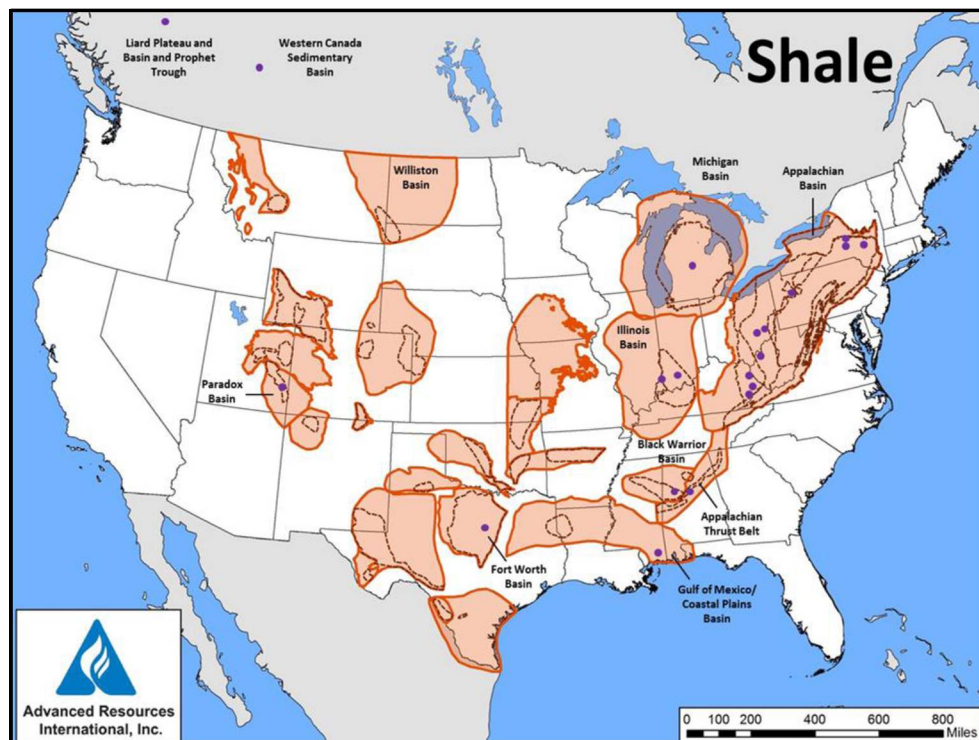 Shale
Liard Plateau and
Basin and Prophet
Trough
Western Canada
Sedimentary
Basin
Williston
Basin
Michigan
Basin
Appalachian
Basin
Illinois
Basin
Paradox
Basin
Black Warrior
Basin
Appalachian
Thrust Belt
Fort Worth
Basin
Gulf of Mexico/
Coastal Plains
Basin
Advanced Resources
International, Inc.
0 100 200 400 600 800
Miles